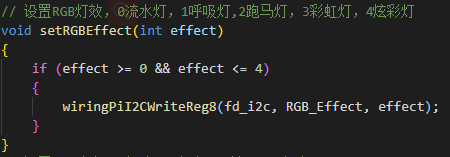 // 设置RGB灯效，0流水灯，1呼吸灯,2跑马灯，3彩虹灯，4炫彩灯
void setRGBEffect(int effect)
{
    if (effect >= 0 && effect <= 4)
    {
        wiringPiI2CWriteReg8(fd_i2c, RGB_Effect, effect);
    }
}